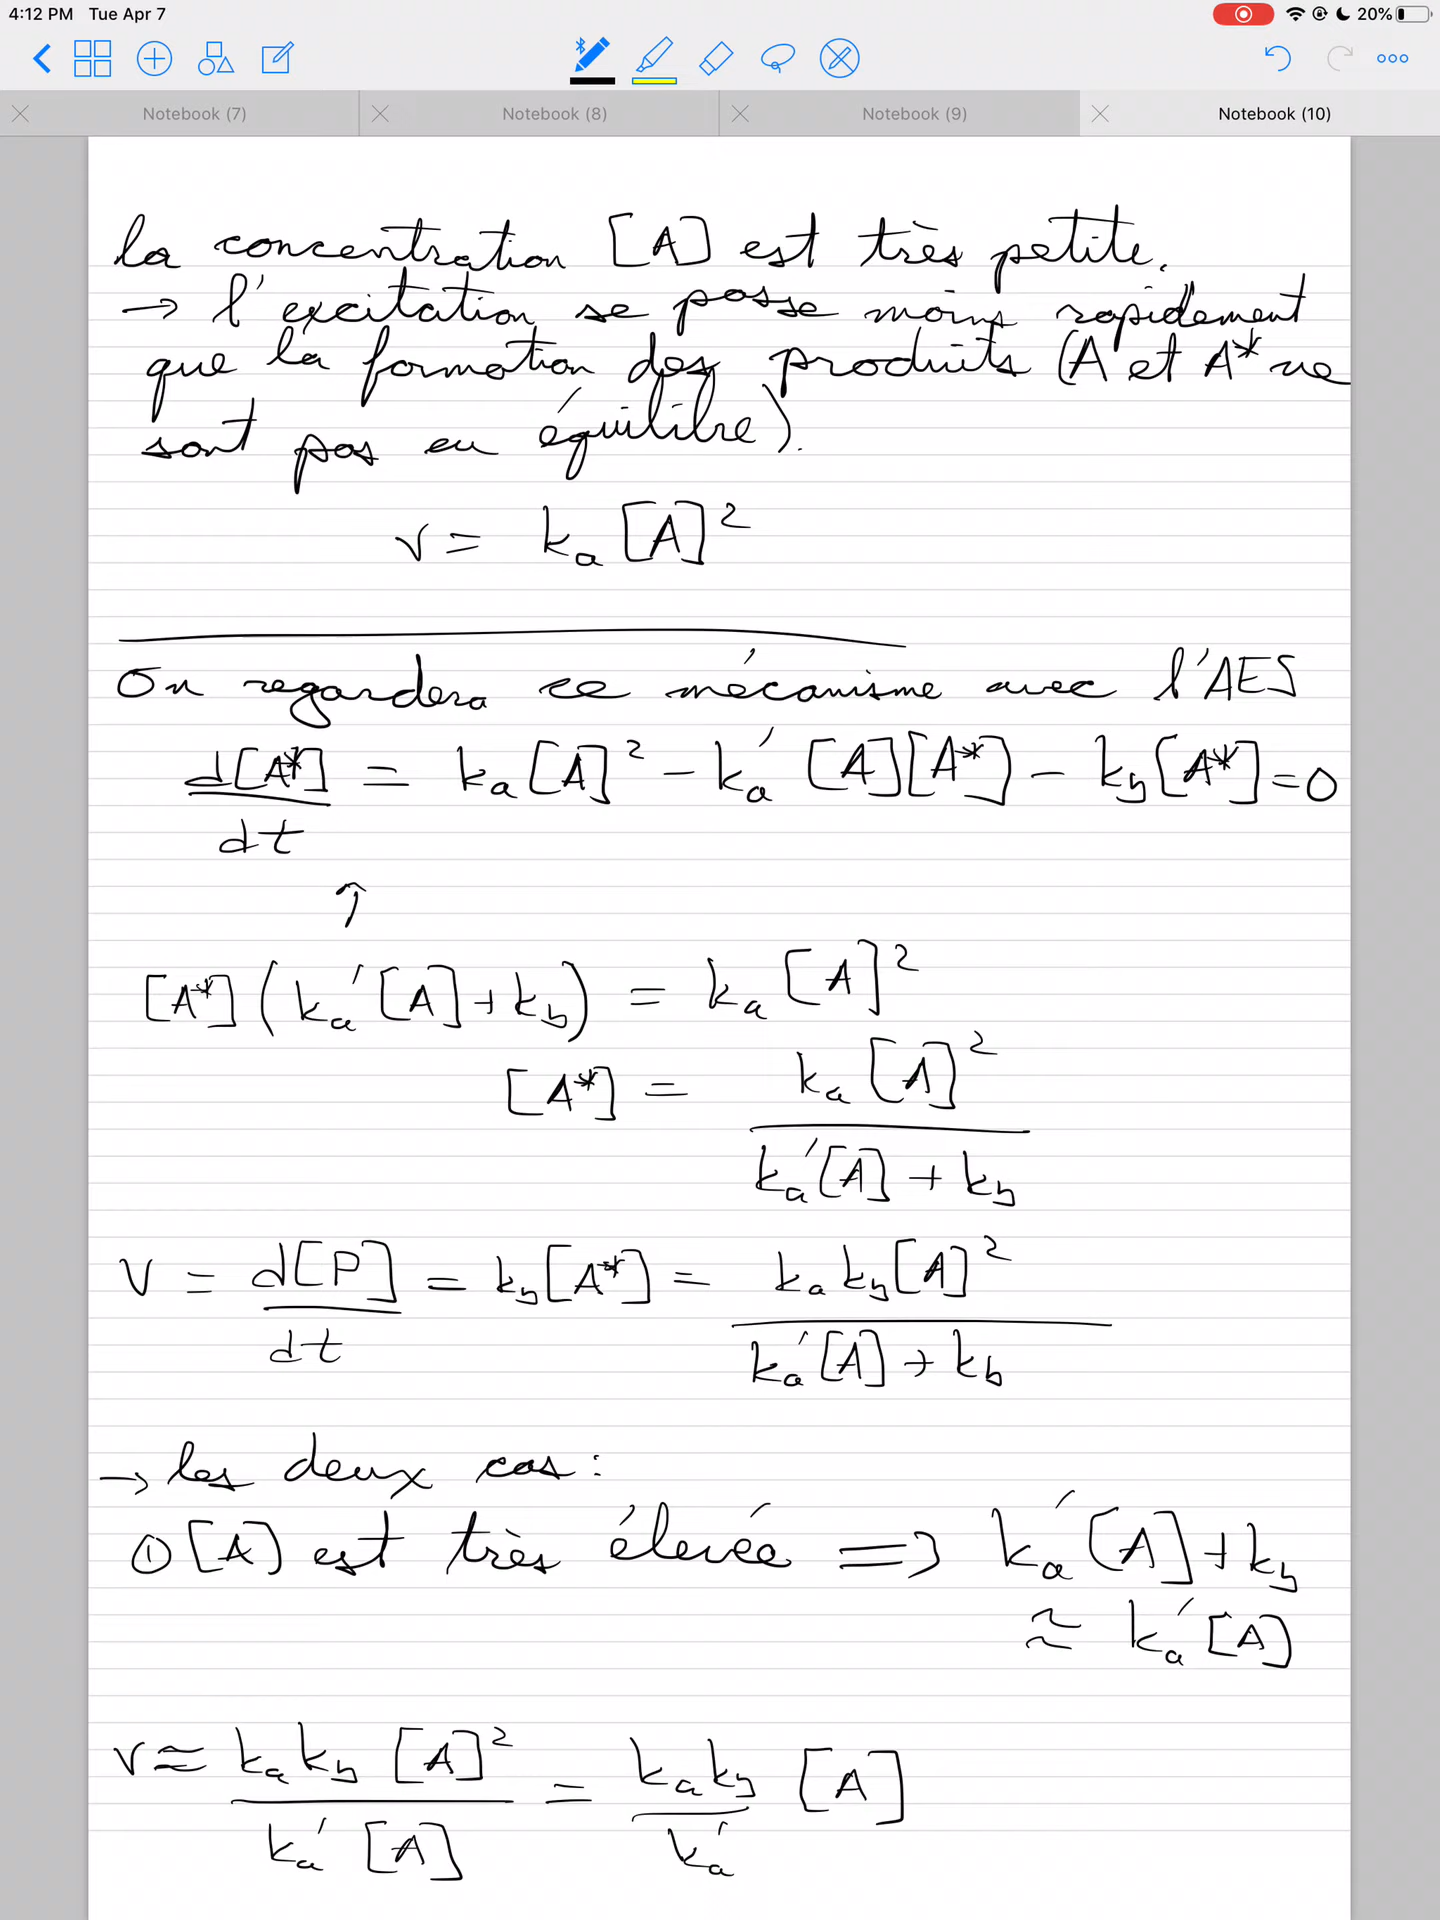 4:12 PM Tue Apr 7 20%
Notebook (7) Notebook (8) Notebook (9) Notebook (10)
la concentration [A] est très petite.
→ l'excitation se passe moins rapidement
que la formation des produits (A et A* ne
sont pas en équilibre).
v = ka [A]²
On regardera ce mécanisme avec l'AES
d[A*]/dt = ka[A]² - ka'[A][A*] - kb[A*] = 0
↑
[A*](ka'[A] + kb) = ka[A]²
[A*] = ka[A]² / (ka'[A] + kb)
V = d[P]/dt = kb[A*] = ka kb[A]² / (ka'[A] + kb)
→ les deux cas :
① [A] est très élevée => ka'[A] + kb
≈ ka'[A]
v ≈ ka kb [A]² / ka' [A] = ka kb / ka' [A]